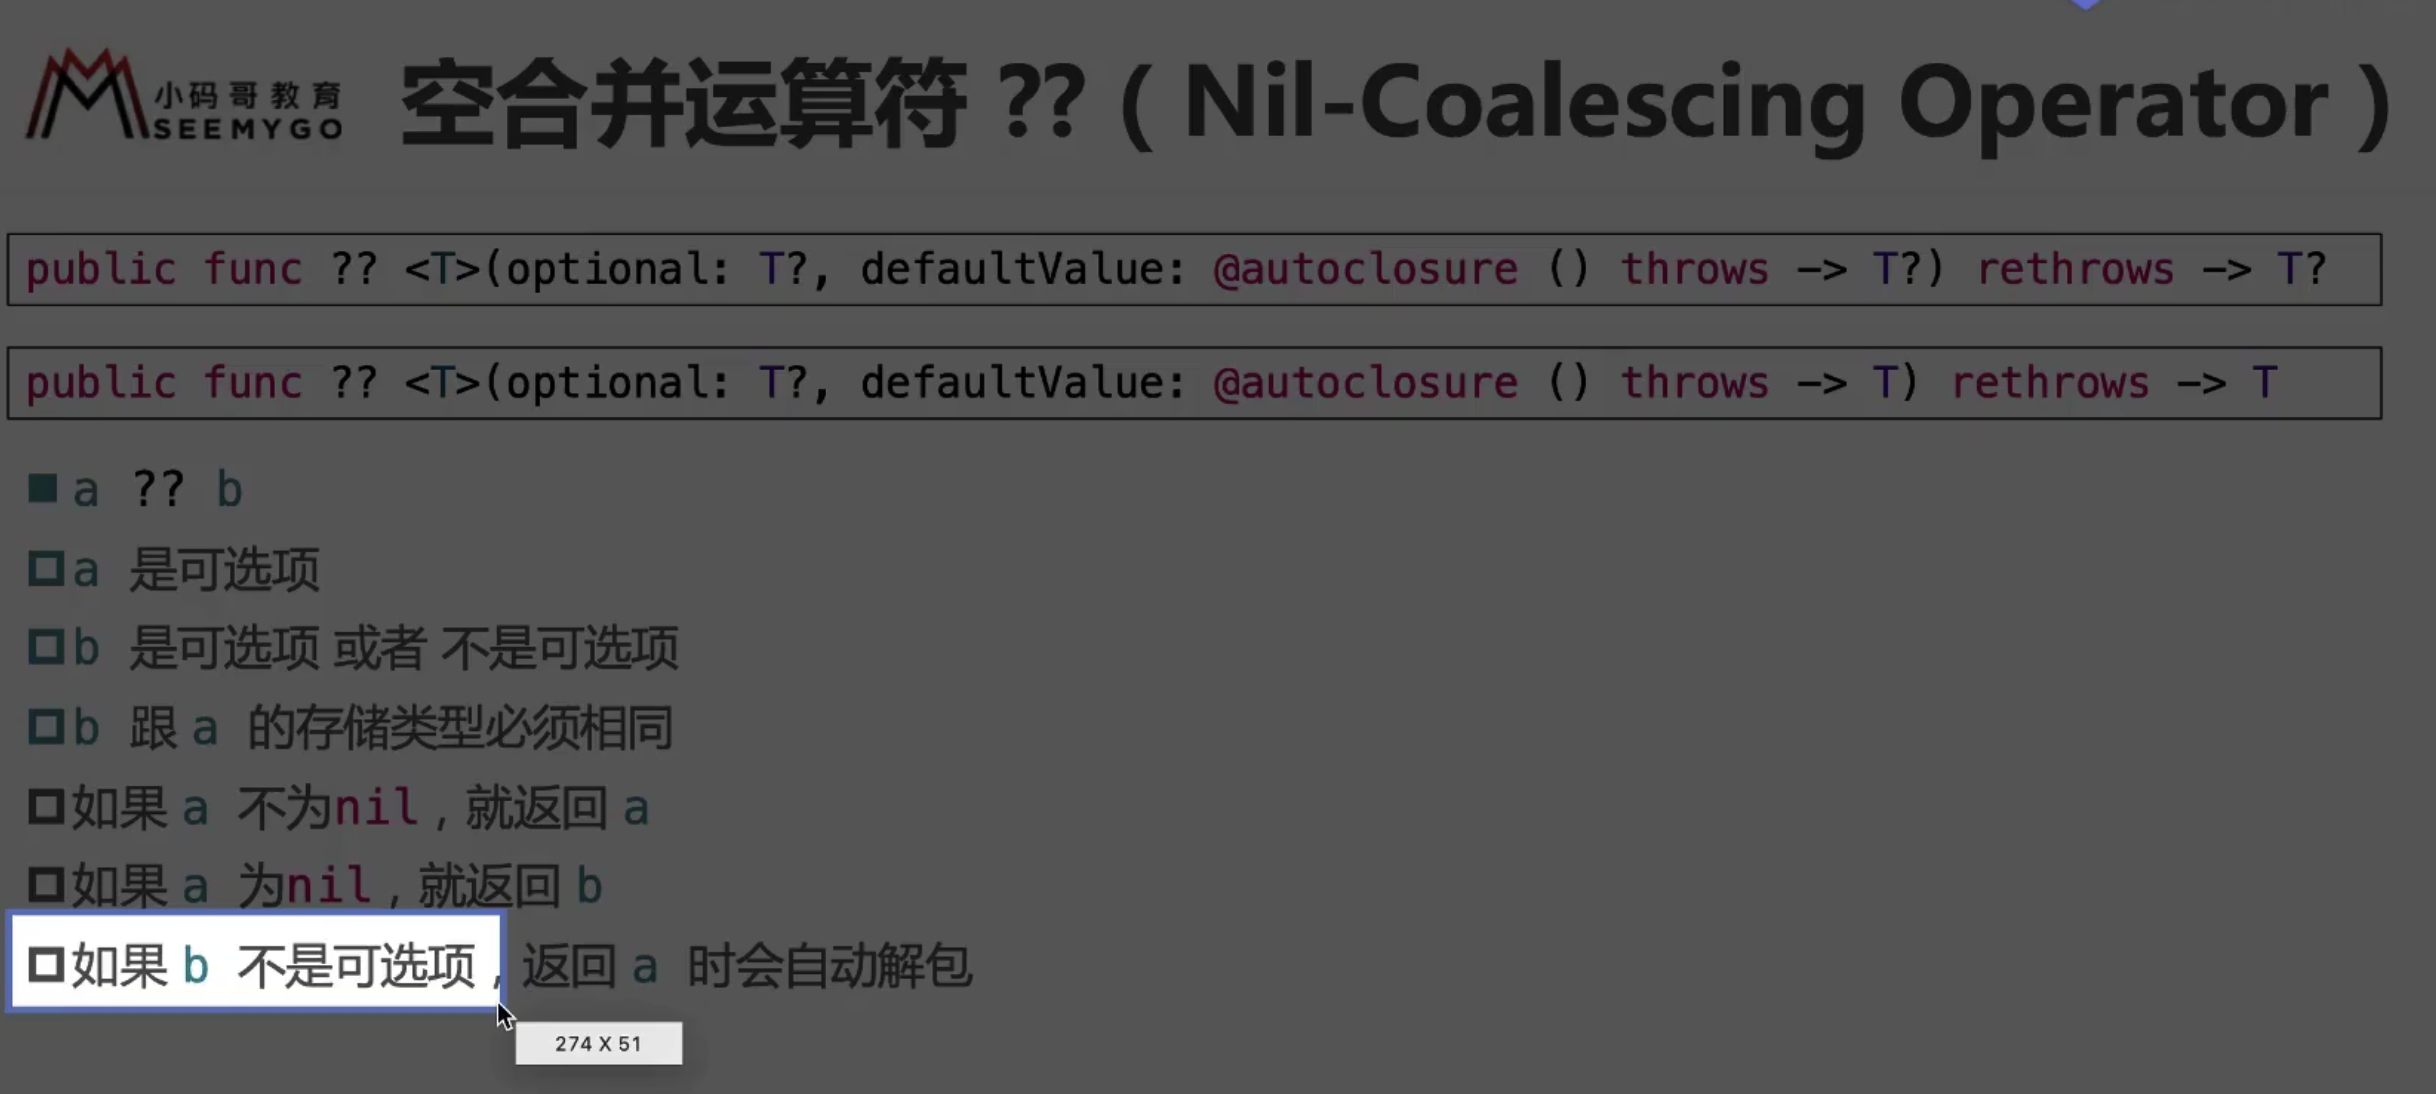 小码哥教育
SEEMYGO
空合并运算符 ?? ( Nil-Coalescing Operator )
public func ?? <T>(optional: T?, defaultValue: @autoclosure () throws -> T?) rethrows -> T?
public func ?? <T>(optional: T?, defaultValue: @autoclosure () throws -> T) rethrows -> T
a ?? b
a 是可选项
b 是可选项 或者 不是可选项
b 跟 a 的存储类型必须相同
如果 a 不为nil，就返回 a
如果 a 为nil，就返回 b
如果 b 不是可选项，返回 a 时会自动解包
274 X 51